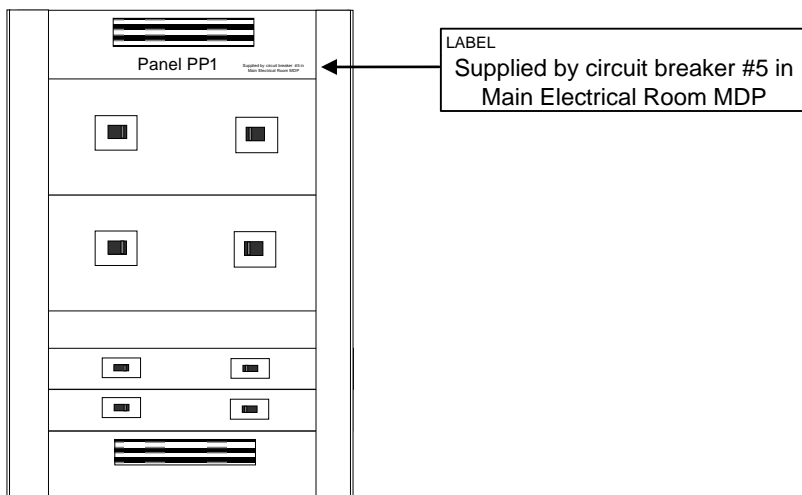 Panel PP1
Supplied by circuit breaker #5 in
Main Electrical Room MDP
LABEL
Supplied by circuit breaker #5 in
Main Electrical Room MDP